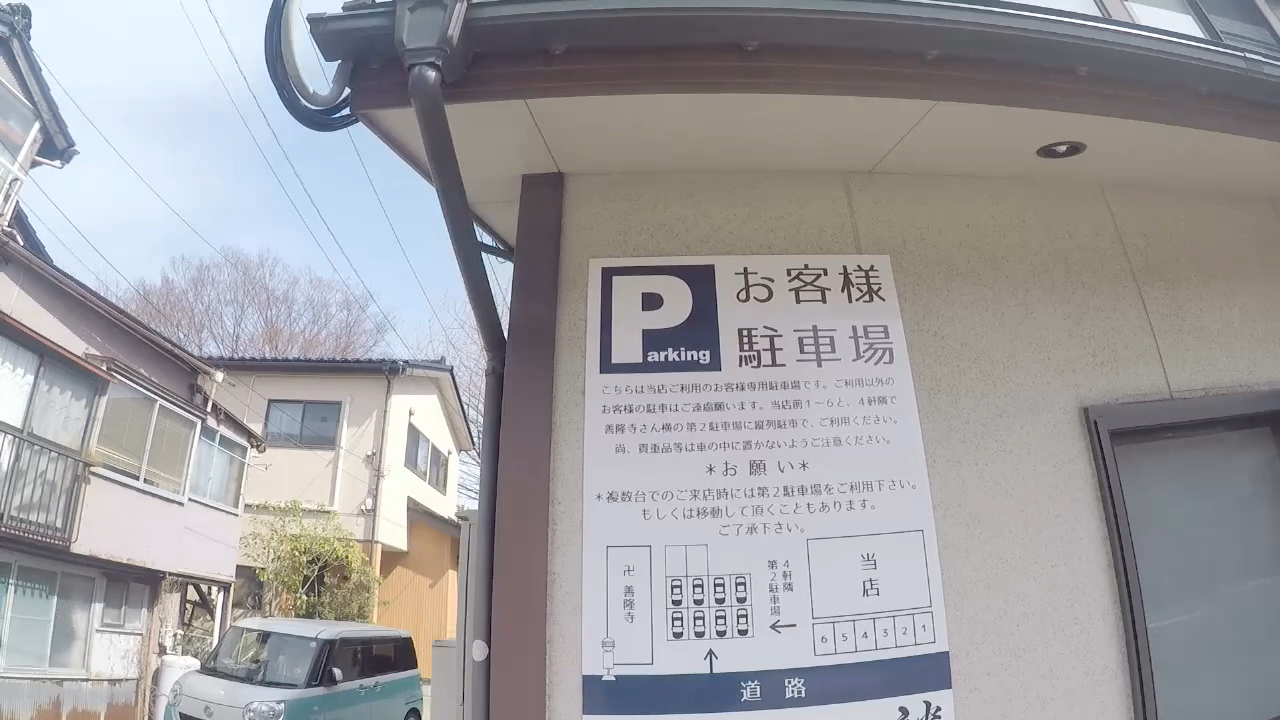 Parking
お客様
駐車場
こちらは当店ご利用のお客様専用駐車場です。ご利用以外の
お客様の駐車はご遠慮願います。当店前1～6と、4軒隣で
善隆寺さん横の第2駐車場に縦列駐車で、ご利用ください。
尚、貴重品等は車の中に置かないようご注意ください。
*お願い*
*複数台でのご来店時には第2駐車場をご利用下さい。
もしくは移動して頂くこともあります。
ご了承下さい。
卍 善隆寺
4軒隣
第2駐車場
←
↑
当店
6 5 4 3 2 1
道路